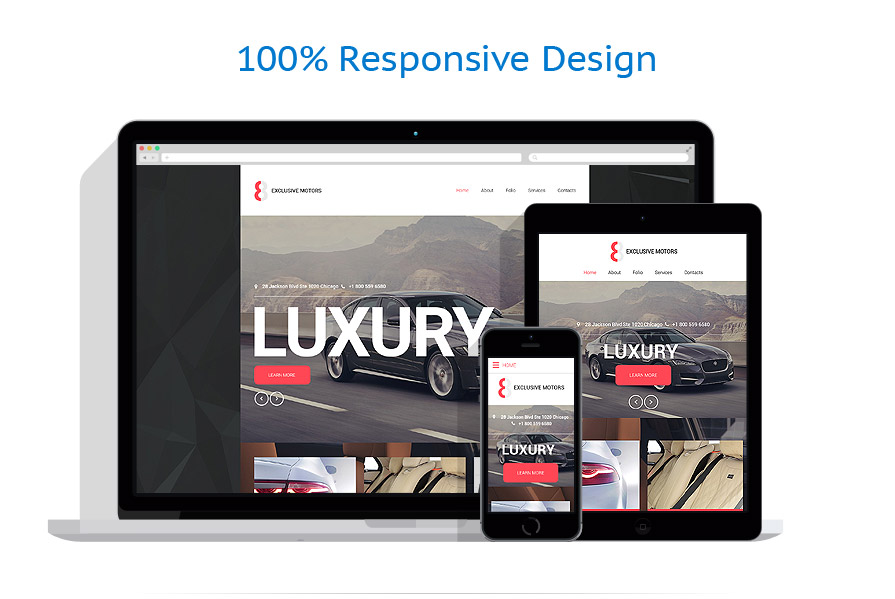 100% Responsive Design
EXCLUSIVE MOTORS
Home About Folio Services Contacts
28 Jackson Blvd Ste 1020 Chicago +1 800 559 6580
LUXURY
LEARN MORE
EXCLUSIVE MOTORS
Home About Folio Services Contacts
28 Jackson Blvd Ste 1020 Chicago +1 800 559 6580
LUXURY
LEARN MORE
HOME
EXCLUSIVE MOTORS
28 Jackson Blvd Ste 1020 Chicago
+1 800 559 6580
LUXURY
LEARN MORE